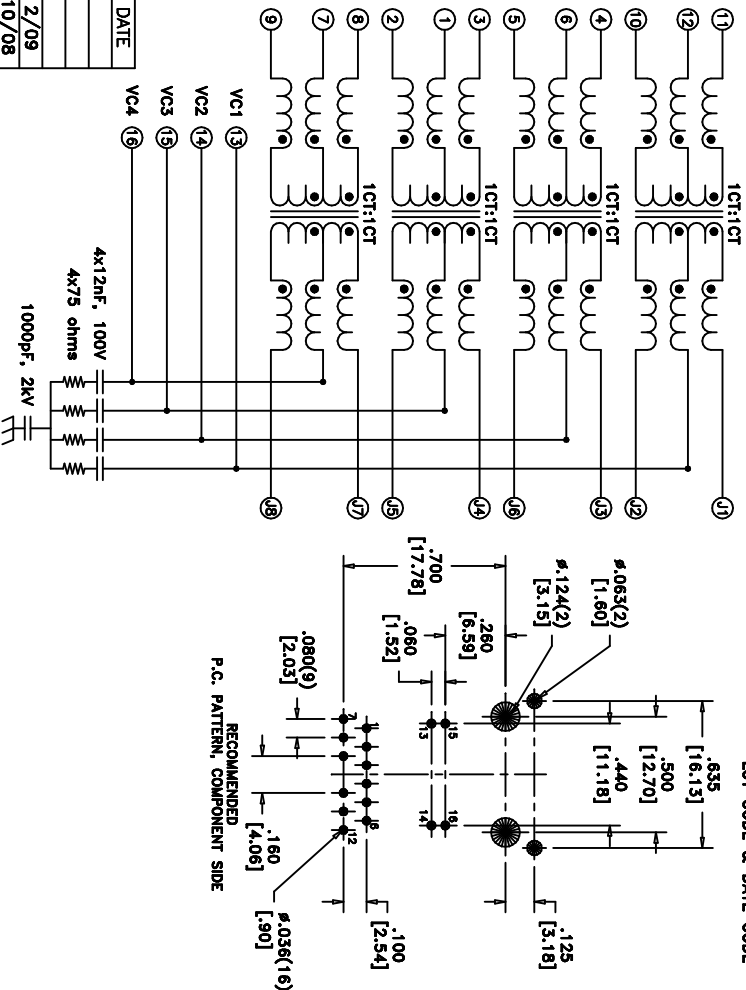 11
12
10
4
6
5
3
1
2
8
7
9
1CT:1CT
1CT:1CT
1CT:1CT
1CT:1CT
J1
J2
J3
J6
J4
J5
J7
J8
VC1 13
VC2 14
VC3 15
VC4 16
4x12nF, 100V
4x75 ohms
1000pF, 2kV
DATE
2/09
10/08
LOT CODE & DATE CODE
.635
[16.13]
.500
[12.70]
.440
[11.18]
.125
[3.18]
ø.063(2)
[1.60]
ø.124(2)
[3.15]
.260
[6.59]
.060
[1.52]
.700
[17.78]
15
13
16
14
1
7
6
12
.080(9)
[2.03]
.160
[4.06]
.100
[2.54]
ø.036(16)
[.90]
RECOMMENDED
P.C. PATTERN, COMPONENT SIDE